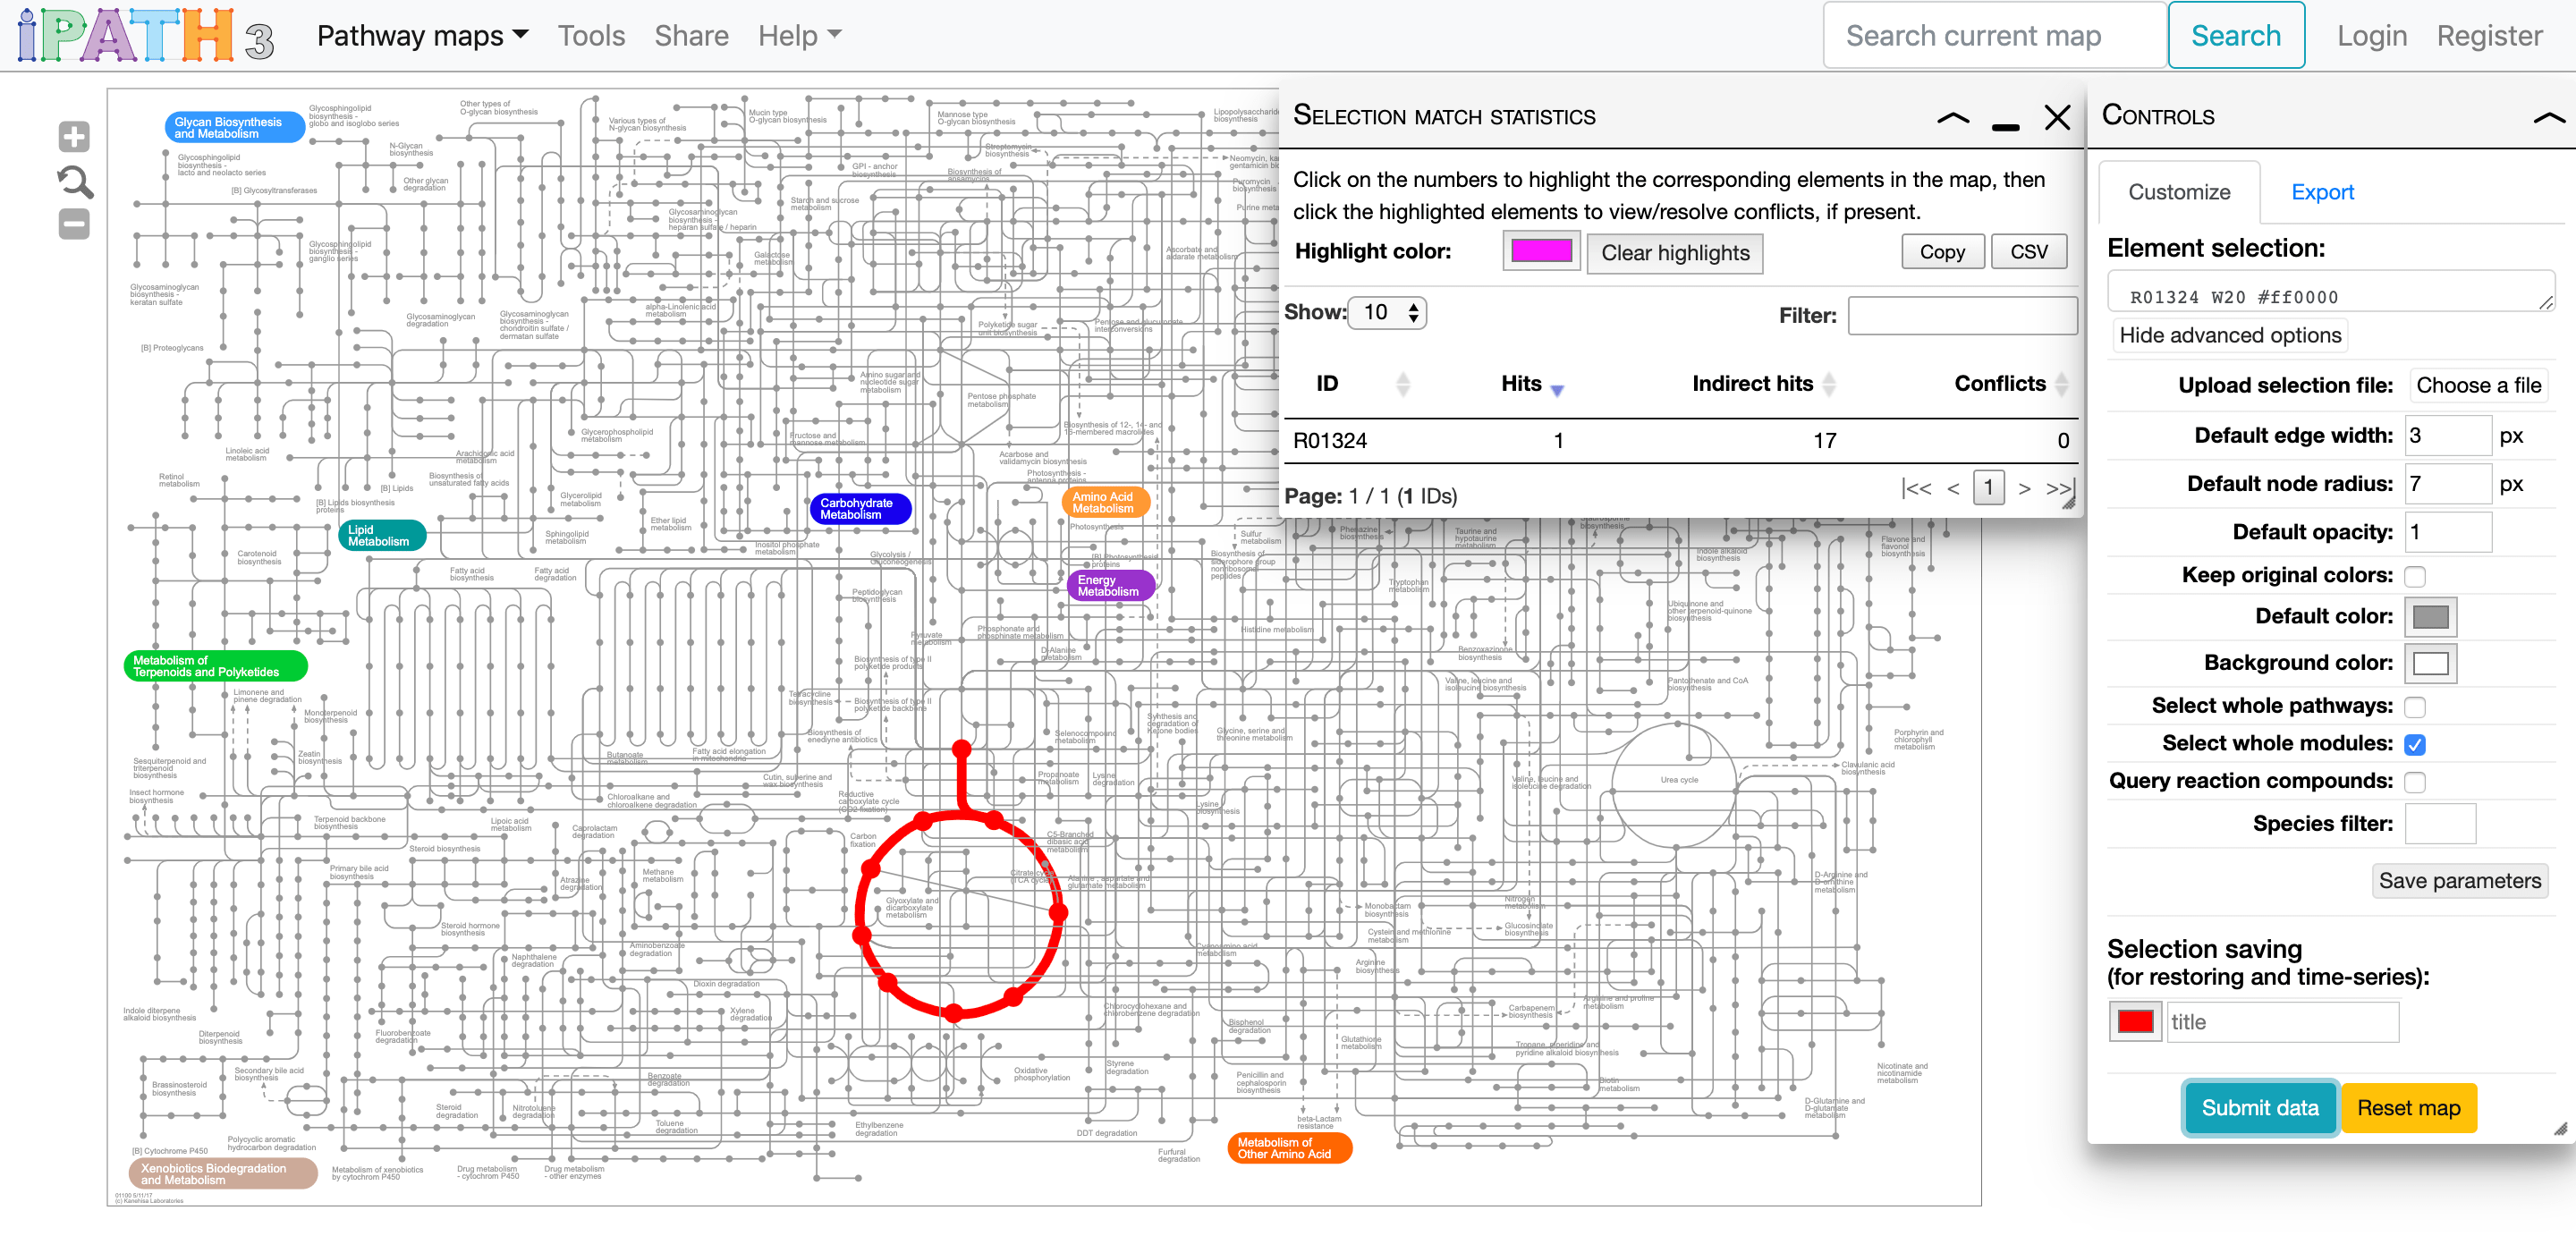 iPATH 3
Pathway maps
Tools
Share
Help
Search current map
Search
Login
Register
Glycan Biosynthesis
and Metabolism
Glycosphingolipid
biosynthesis -
globo and isoglobo series
Other types of
O-glycan biosynthesis
Various types of
N-glycan biosynthesis
Mucin type
O-glycan biosynthesis
Mannose type
O-glycan biosynthesis
Lipopolysaccharide
biosynthesis
Glycosphingolipid
biosynthesis -
lacto and neolacto series
N-Glycan
biosynthesis
Other glycan
degradation
[B] Glycosyltransferases
GPI - anchor
biosynthesis
Streptomycin
biosynthesis
Biosynthesis of
ansamycins
Starch and sucrose
metabolism
Glycosaminoglycan
biosynthesis -
heparan sulfate / heparin
Glycosphingolipid
biosynthesis -
ganglio series
Galactose
metabolism
Ascorbate and
aldarate metabolism
Glycosaminoglycan
biosynthesis -
keratan sulfate
Glycosaminoglycan
degradation
Glycosaminoglycan
biosynthesis -
chondroitin sulfate /
dermatan sulfate
alpha-Linolenic acid
metabolism
Polyketide sugar
unit biosynthesis
Pentose and glucuronate
interconversions
[B] Proteoglycans
Amino sugar and
nucleotide sugar
metabolism
Pentose phosphate
metabolism
Glycerophospholipid
metabolism
Fructose and
mannose metabolism
Biosynthesis of 12-, 14- and
16-membered macrolides
Linoleic acid
metabolism
Arachidonic acid
metabolism
Acarbose and
validamycin biosynthesis
Retinol
metabolism
Biosynthesis of
unsaturated fatty acids
[B] Lipids
[B] Lipids biosynthesis
proteins
Glycerolipid
metabolism
Photosynthesis -
antenna proteins
Carbohydrate
Metabolism
Amino Acid
Metabolism
Lipid
Metabolism
Ether lipid
metabolism
Sphingolipid
metabolism
Inositol phosphate
metabolism
Photosynthesis
Carotenoid
biosynthesis
Glycolysis /
Gluconeogenesis
[B] Photosynthesis
proteins
Sulfur
metabolism
Biosynthesis of
siderophore group
nonribosomal
peptides
Phenazine
biosynthesis
Taurine and
hypotaurine
metabolism
Indole alkaloid
biosynthesis
Flavone and
flavonol
biosynthesis
Fatty acid
biosynthesis
Fatty acid
degradation
Energy
Metabolism
Peptidoglycan
biosynthesis
Tryptophan
metabolism
Ubiquinone and
other terpenoid-quinone
biosynthesis
Pyruvate
metabolism
Phosphonate and
phosphinate metabolism
Histidine metabolism
D-Alanine
metabolism
Benzoxazinone
biosynthesis
Metabolism of
Terpenoids and Polyketides
Biosynthesis of type II
polyketide products
Valine, leucine and
isoleucine biosynthesis
Pantothenate and CoA
biosynthesis
Limonene and
pinene degradation
Monoterpenoid
biosynthesis
Tetracycline
biosynthesis
Biosynthesis of type II
polyketide backbone
Biosynthesis of
enediyne antibiotics
Selenocompound
metabolism
Synthesis and
degradation of
Ketone bodies
Glycine, serine and
threonine metabolism
Porphyrin and
chlorophyll
metabolism
Zeatin
biosynthesis
Sesquiterpenoid and
triterpenoid
biosynthesis
Butanoate
metabolism
Fatty acid elongation
in mitochondria
Cutin, suberine and
wax biosynthesis
Propanoate
metabolism
Lysine
degradation
Valine, leucine and
isoleucine degradation
Urea cycle
Clavulanic acid
biosynthesis
Insect hormone
biosynthesis
Chloroalkane and
chloroalkene degradation
Reductive
carboxylate cycle
(CO2 fixation)
Lysine
biosynthesis
Terpenoid backbone
biosynthesis
Lipoic acid
metabolism
Caprolactam
degradation
Carbon
fixation
C5-Branched
dibasic acid
metabolism
Steroid biosynthesis
Primary bile acid
biosynthesis
Atrazine
degradation
Methane
metabolism
Citrate cycle
(TCA cycle)
Alanine, aspartate and
glutamate metabolism
D-Arginine and
D-ornithine
metabolism
Glyoxylate and
dicarboxylate
metabolism
Monobactam
biosynthesis
Nitrogen
metabolism
Steroid hormone
biosynthesis
Glucosinolate
biosynthesis
Cystein and methionine
metabolism
Aminobenzoate
degradation
Cyanoamino acid
metabolism
Naphthalene
degradation
Arginine
biosynthesis
Dioxin degradation
Arginine and proline
metabolism
Indole diterpene
alkaloid biosynthesis
Xylene
degradation
Chlorocyclohexane and
chlorobenzene degradation
Carbapenem
biosynthesis
Bisphenol
degradation
Diterpenoid
biosynthesis
Fluorobenzoate
degradation
Glutathione
metabolism
Tropane, piperidine and
pyridine alkaloid biosynthesis
Secondary bile acid
biosynthesis
Brassinosteroid
biosynthesis
Benzoate
degradation
Oxidative
phosphorylation
Styrene
degradation
Penicillin and
cephalosporin
biosynthesis
Biotin
metabolism
Nicotinate and
nicotinamide
metabolism
Steroid
degradation
Nitrotoluene
degradation
Toluene
degradation
Ethylbenzene
degradation
DDT degradation
beta-Lactam
resistance
D-Glutamine and
D-glutamate
metabolism
[B] Cytochrome P450
Polycyclic aromatic
hydrocarbon degradation
Furfural
degradation
Metabolism of
Other Amino Acid
Xenobiotics Biodegradation
and Metabolism
Metabolism of xenobiotics
by cytochrom P450
Drug metabolism
- cytochrom P450
Drug metabolism
- other enzymes
01100 5/11/17
(c) Kanehisa Laboratories
SELECTION MATCH STATISTICS
Click on the numbers to highlight the corresponding elements in the map, then
click the highlighted elements to view/resolve conflicts, if present.
Highlight color:
Clear highlights
Copy
CSV
Show: 10
Filter:
ID Hits Indirect hits Conflicts
R01324 1 17 0
Page: 1 / 1 (1 IDs)
|<< < 1 > >>|
CONTROLS
Customize
Export
Element selection:
R01324 W20 #ff0000
Hide advanced options
Upload selection file: Choose a file
Default edge width: 3 px
Default node radius: 7 px
Default opacity: 1
Keep original colors:
Default color:
Background color:
Select whole pathways:
Select whole modules:
Query reaction compounds:
Species filter:
Save parameters
Selection saving
(for restoring and time-series):
title
Submit data
Reset map